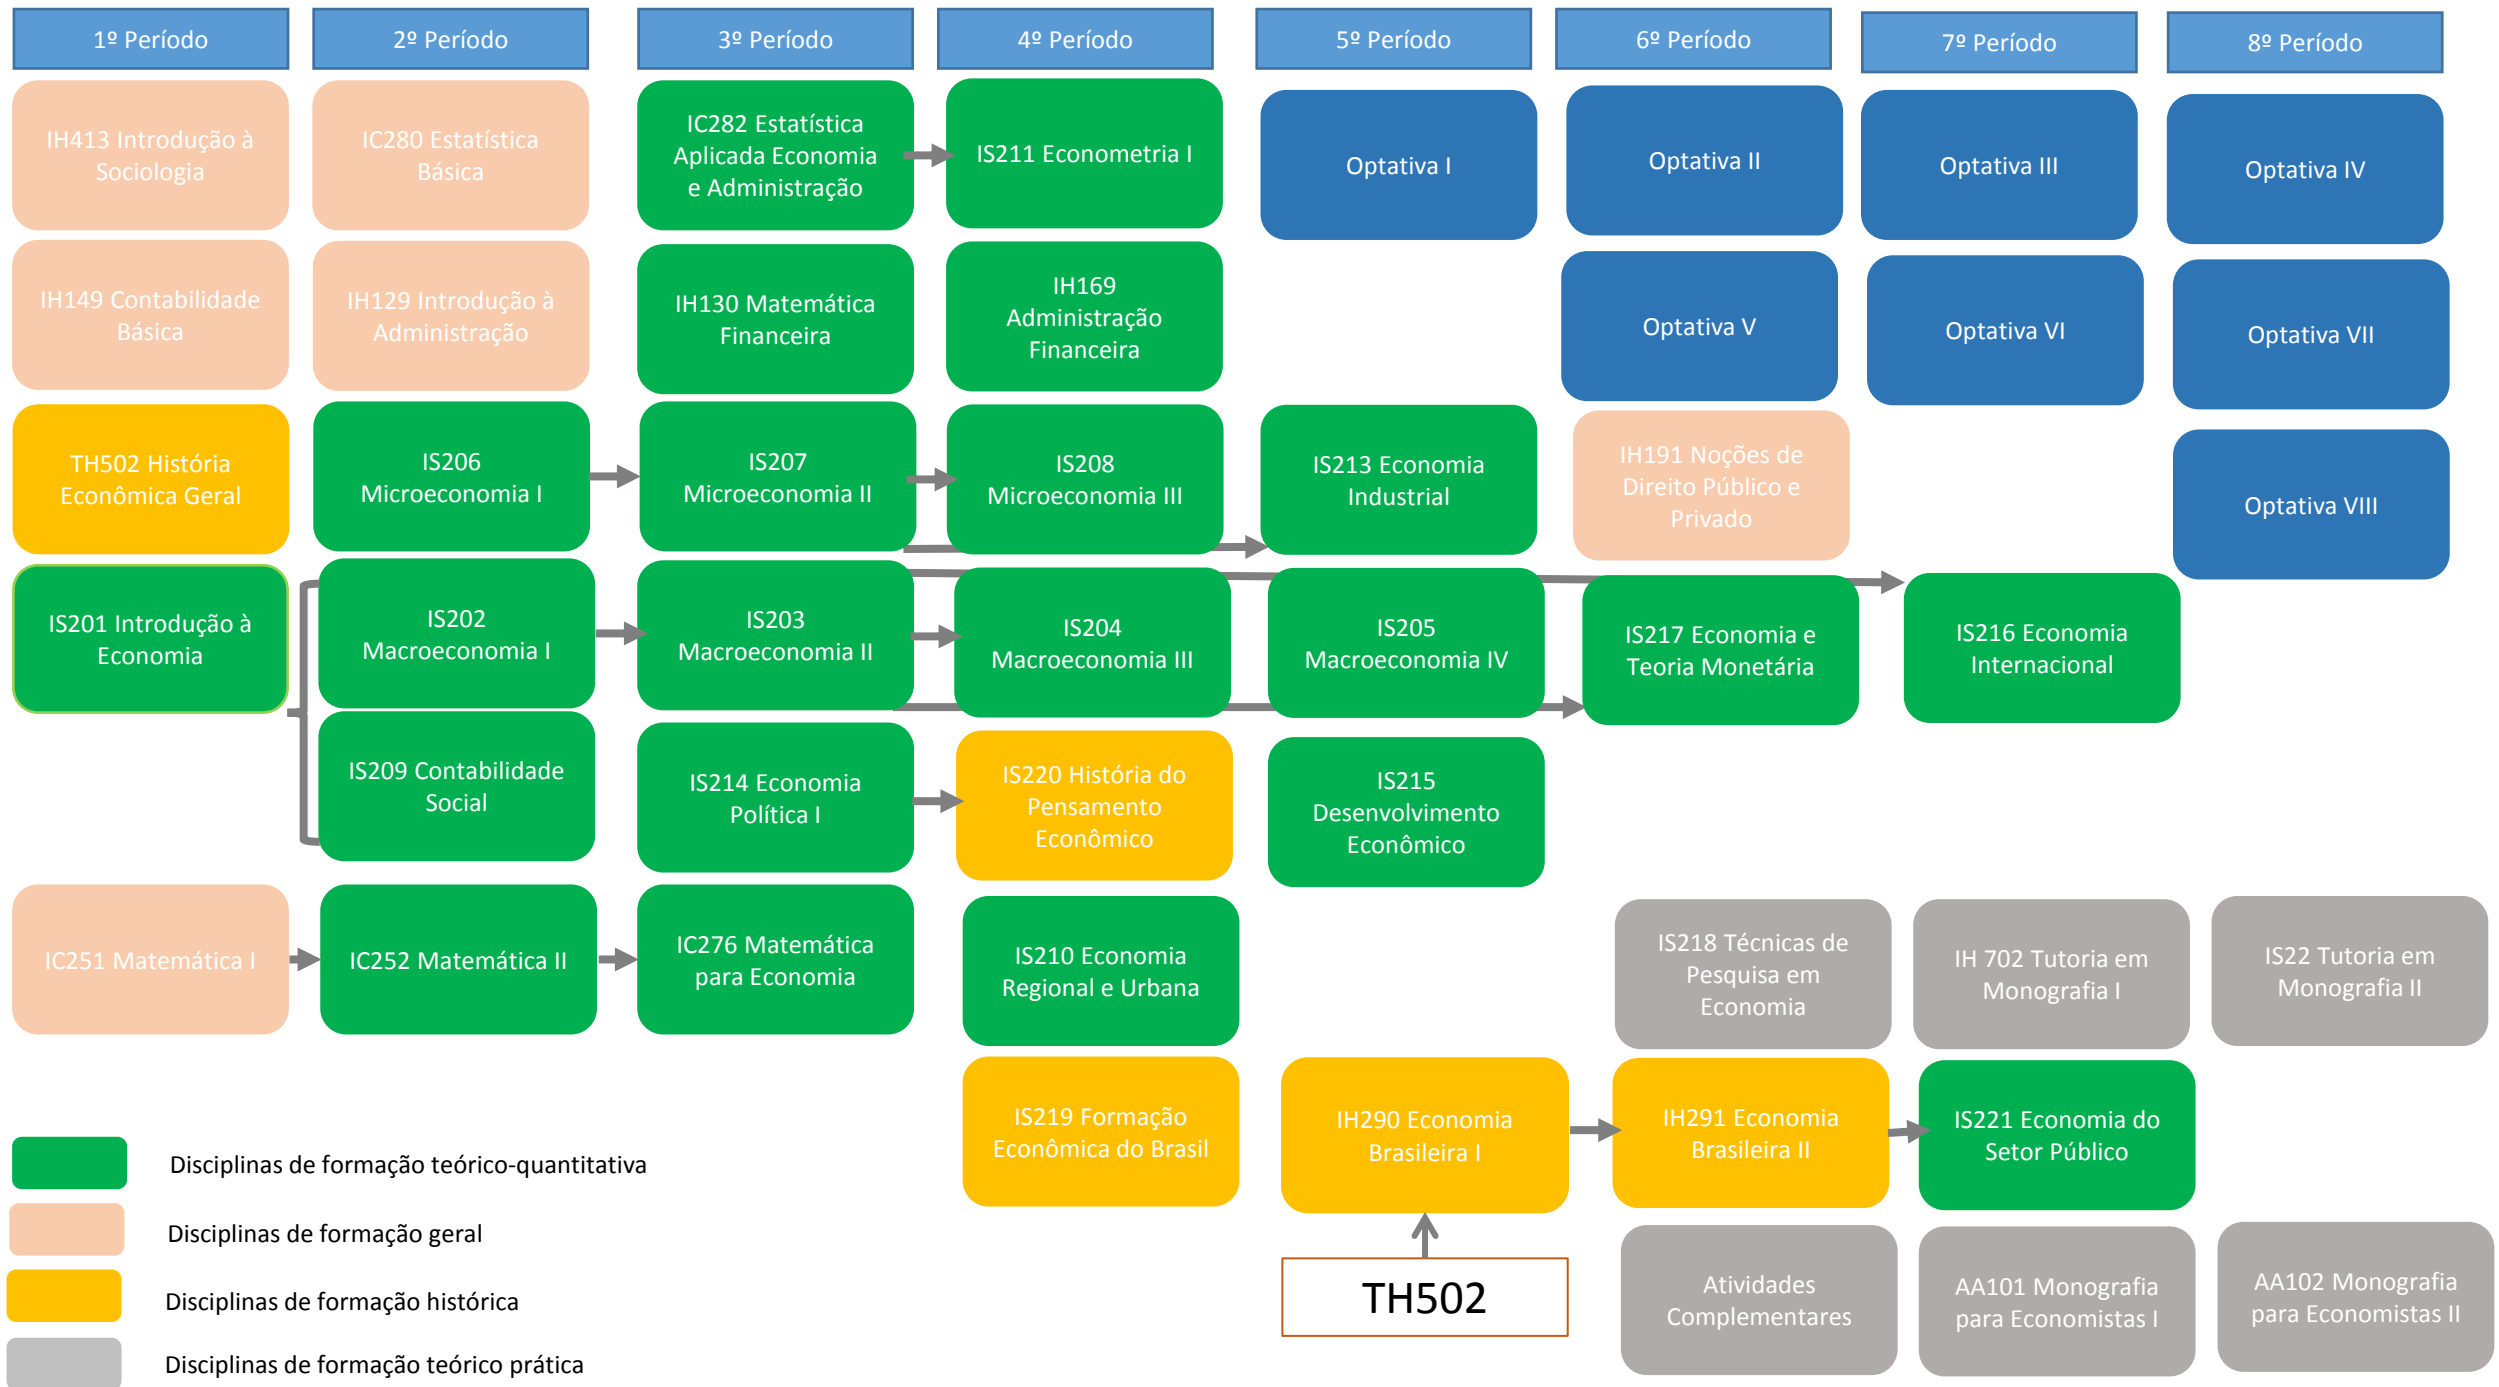 1º Período
2º Período
3º Período
4º Período
5º Período
6º Período
7º Período
8º Período
IH413 Introdução à
Sociologia
IC280 Estatística
Básica
IC282 Estatística
Aplicada Economia
e Administração
IS211 Econometria I
Optativa I
Optativa II
Optativa III
Optativa IV
IH149 Contabilidade
Básica
IH129 Introdução à
Administração
IH130 Matemática
Financeira
IH169
Administração
Financeira
Optativa V
Optativa VI
Optativa VII
TH502 História
Econômica Geral
IS206
Microeconomia I
IS207
Microeconomia II
IS208
Microeconomia III
IS213 Economia
Industrial
IH191 Noções de
Direito Público e
Privado
Optativa VIII
IS201 Introdução à
Economia
IS202
Macroeconomia I
IS203
Macroeconomia II
IS204
Macroeconomia III
IS205
Macroeconomia IV
IS217 Economia e
Teoria Monetária
IS216 Economia
Internacional
IS209 Contabilidade
Social
IS214 Economia
Política I
IS220 História do
Pensamento
Econômico
IS215
Desenvolvimento
Econômico
IC251 Matemática I
IC252 Matemática II
IC276 Matemática
para Economia
IS210 Economia
Regional e Urbana
IS218 Técnicas de
Pesquisa em
Economia
IH 702 Tutoria em
Monografia I
IS22 Tutoria em
Monografia II
IS219 Formação
Econômica do Brasil
IH290 Economia
Brasileira I
IH291 Economia
Brasileira II
IS221 Economia do
Setor Público
TH502
Atividades
Complementares
AA101 Monografia
para Economistas I
AA102 Monografia
para Economistas II
Disciplinas de formação teórico-quantitativa
Disciplinas de formação geral
Disciplinas de formação histórica
Disciplinas de formação teórico prática